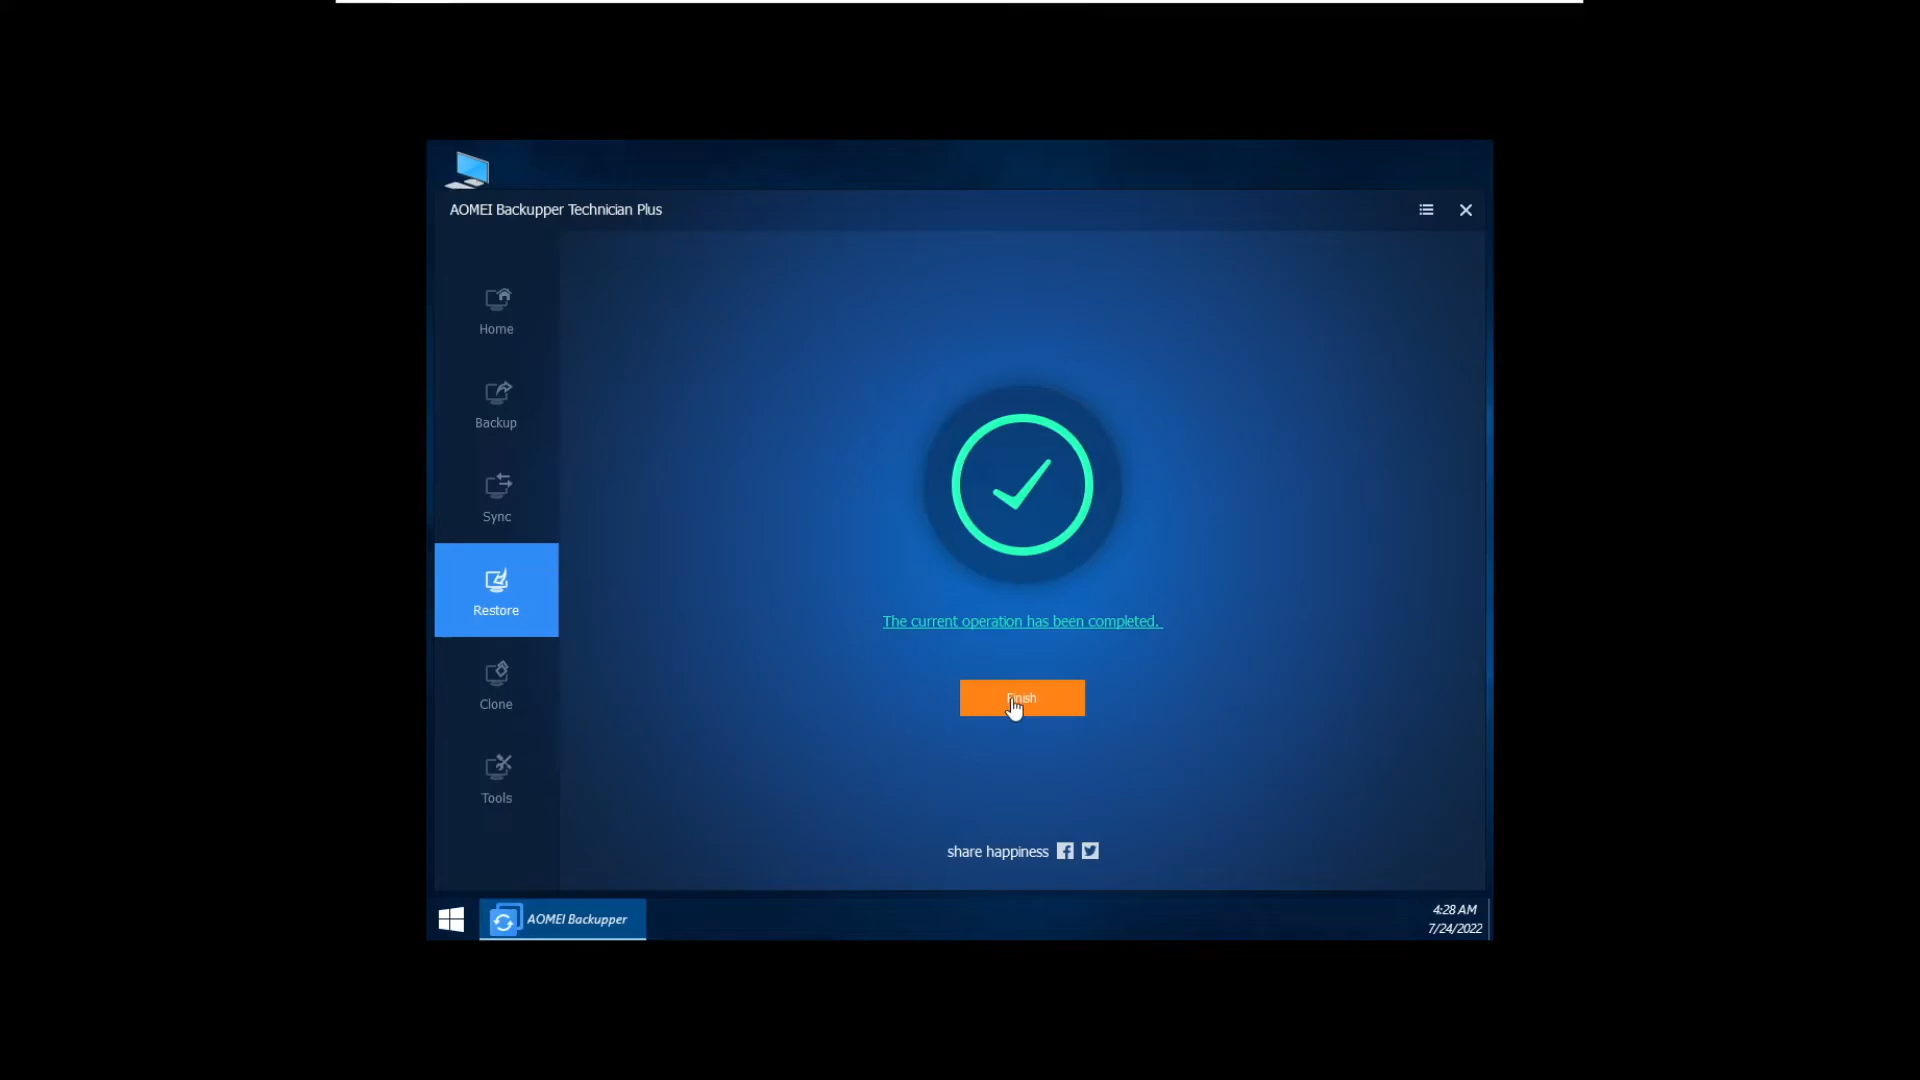 AOMEI Backupper Technician Plus
Home
Backup
Sync
Restore
Clone
Tools
The current operation has been completed.
Finish
share happiness
AOMEI Backupper
4:28 AM
7/24/2022